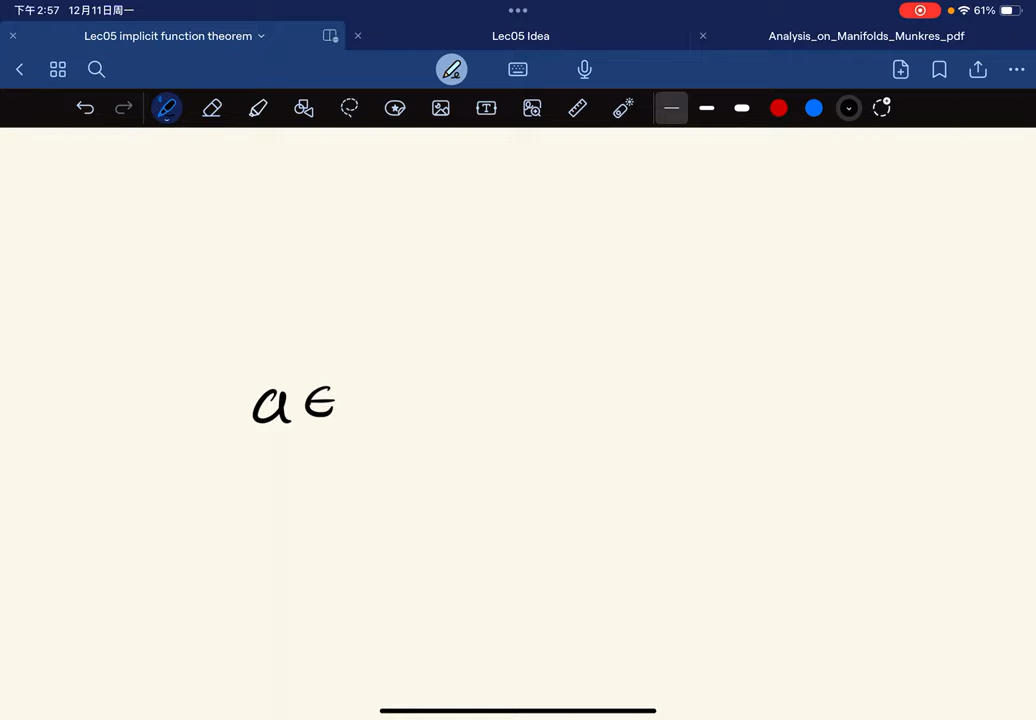 下午2:57 12月11日周一 61%
Lec05 implicit function theorem Lec05 Idea Analysis_on_Manifolds_Munkres_pdf
a ∈